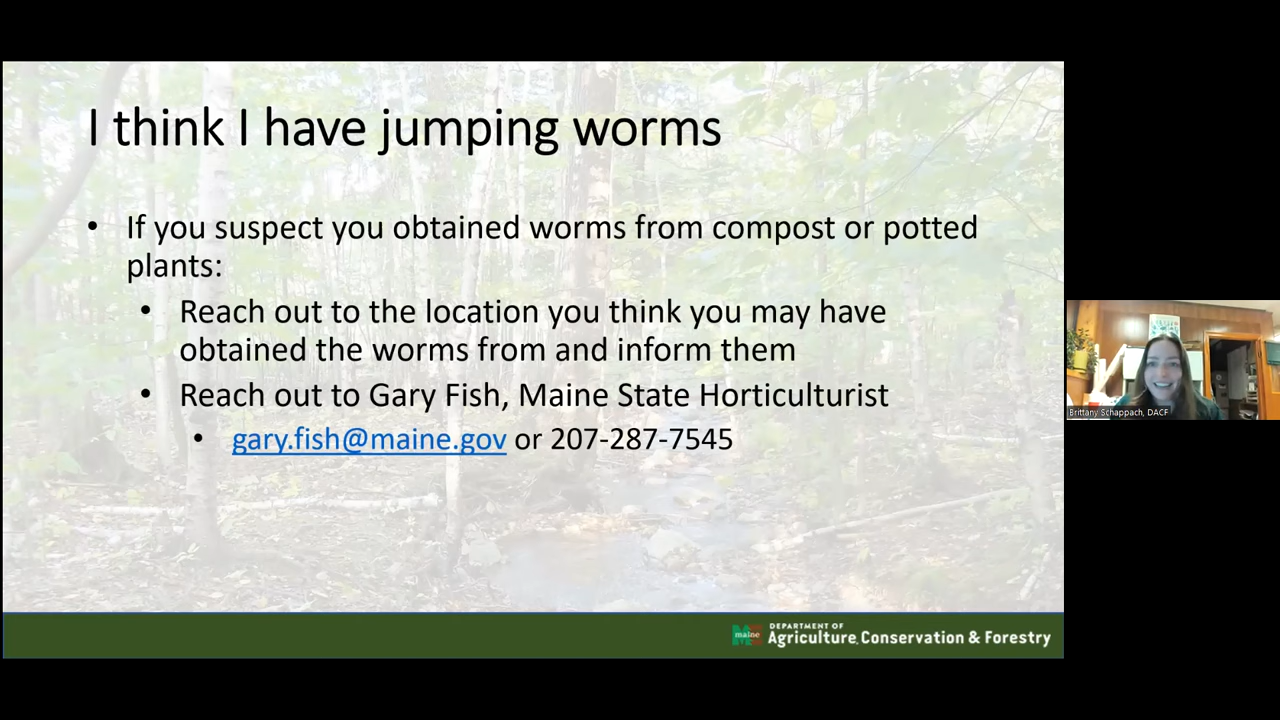 I think I have jumping worms
• If you suspect you obtained worms from compost or potted
plants:
• Reach out to the location you think you may have
obtained the worms from and inform them
• Reach out to Gary Fish, Maine State Horticulturist
• gary.fish@maine.gov or 207-287-7545
Brittany Schappach, DACF
maine
DEPARTMENT OF
Agriculture, Conservation & Forestry